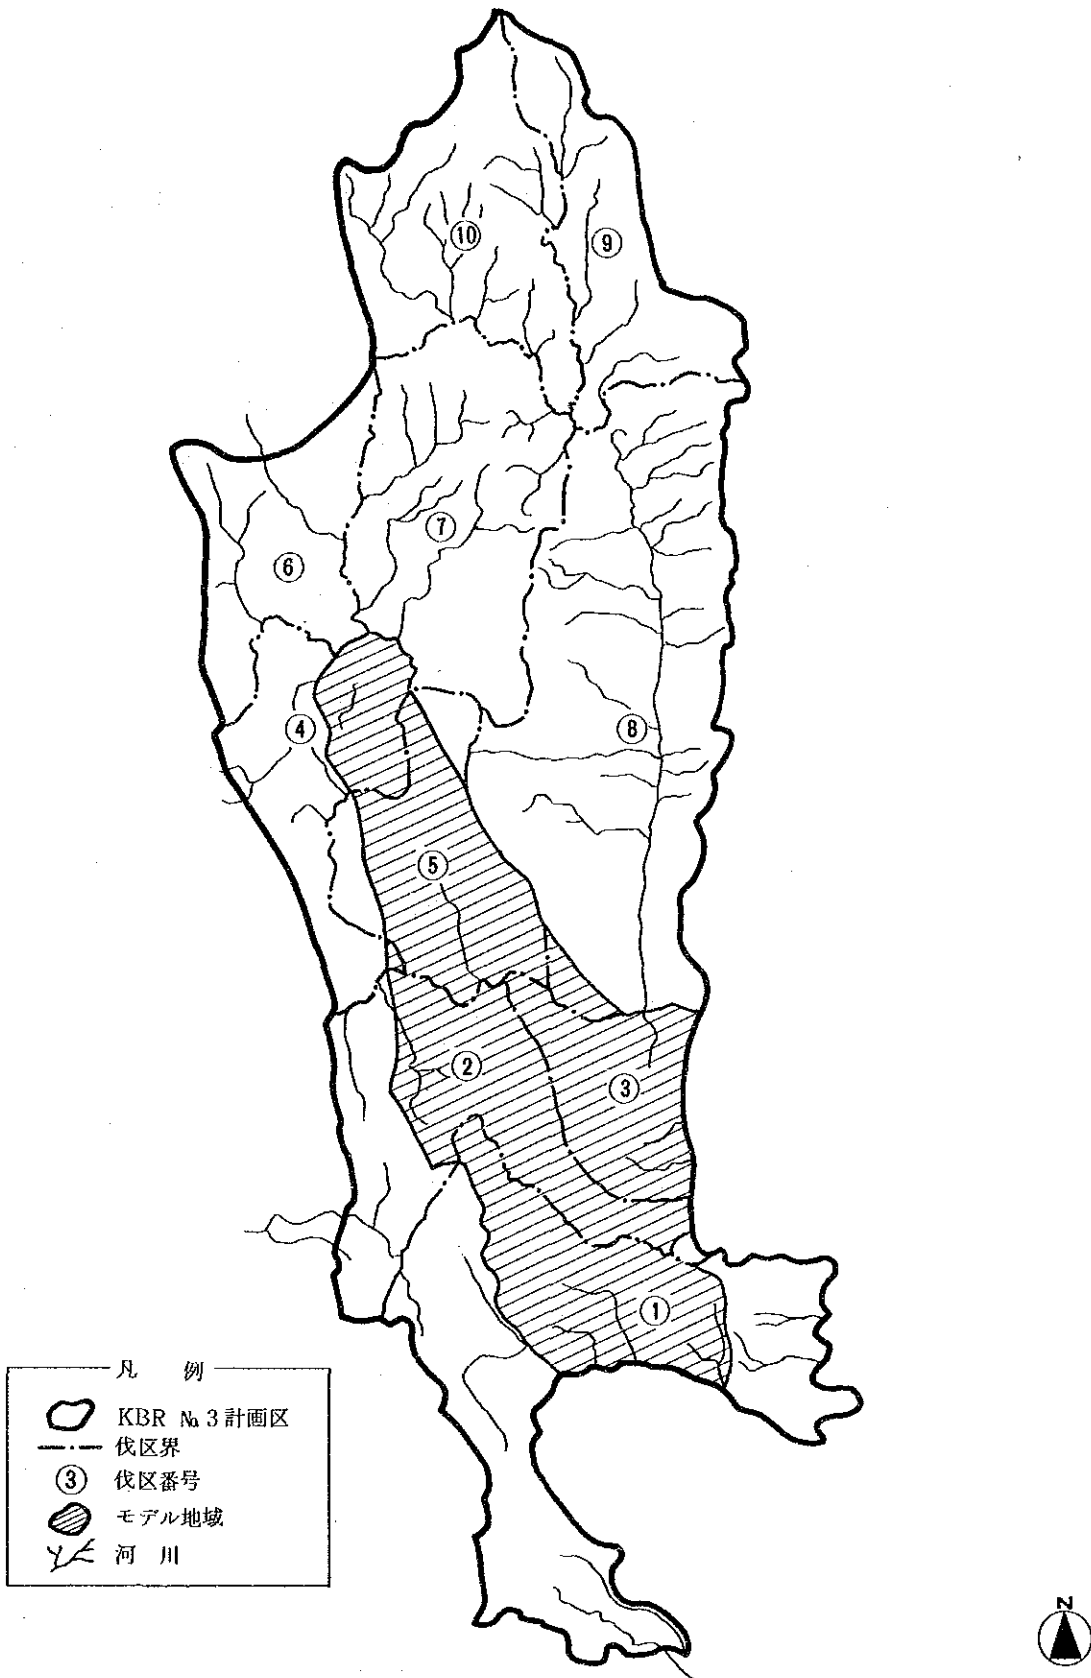 ⑩
⑨
⑦
⑥
④
⑧
⑤
②
③
①
凡 例
KBR №3計画区
伐区界
③ 伐区番号
モデル地域
河 川
N